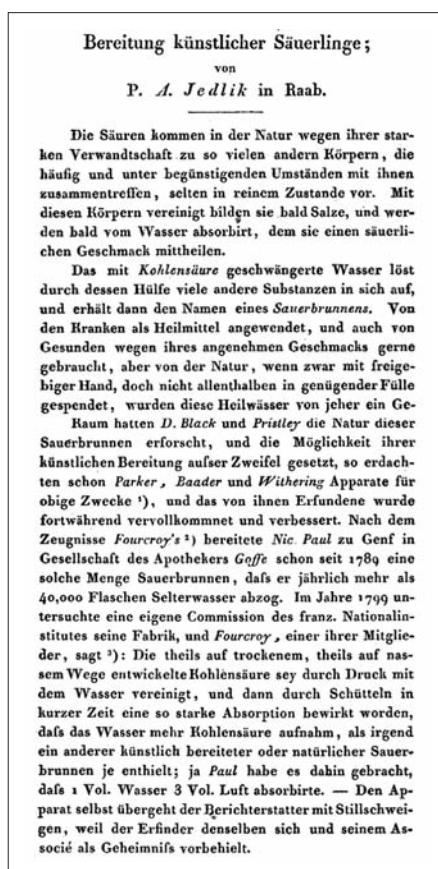 Bereitung künstlicher Säuerlinge;
von
P. A. Jedlik in Raab.
Die Säuren kommen in der Natur wegen ihrer star-
ken Verwandtschaft zu so vielen andern Körpern, die
häufig und unter begünstigenden Umständen mit ihnen
zusammentreffen, selten in reinem Zustande vor. Mit
diesen Körpern vereinigt bilden sie bald Salze, und wer-
den bald vom Wasser absorbirt, dem sie einen säuerli-
chen Geschmack mittheilen.
Das mit Kohlensäure geschwängerte Wasser löst
durch dessen Hülfe viele andere Substanzen in sich auf,
und erhält dann den Namen eines Sauerbrunnens. Von
den Kranken als Heilmittel angewendet, und auch von
Gesunden wegen ihres angenehmen Geschmacks gerne
gebraucht, aber von der Natur, wenn zwar mit freige-
biger Hand, doch nicht allenthalben in genügender Fülle
gespendet, wurden diese Heilwässer von jeher ein Ge-
Kaum hatten D. Black und Pristley die Natur dieser
Sauerbrunnen erforscht, und die Möglichkeit ihrer
künstlichen Bereitung aufser Zweifel gesetzt, so erdach-
ten schon Parker, Baader und Withering Apparate für
obige Zwecke ¹), und das von ihnen Erfundene wurde
fortwährend vervollkommnet und verbessert. Nach dem
Zeugnisse Fourcroy's ²) bereitete Nic. Paul zu Genf in
Gesellschaft des Apothekers Gosse schon seit 1789 eine
solche Menge Sauerbrunnen, dafs er jährlich mehr als
40,000 Flaschen Selterwasser abzog. Im Jahre 1799 un-
tersuchte eine eigene Commission des franz. Nationalin-
stitutes seine Fabrik, und Fourcroy, einer ihrer Mitglie-
der, sagt ³): Die theils auf trockenem, theils auf nas-
sem Wege entwickelte Kohlensäure sey durch Druck mit
dem Wasser vereinigt, und dann durch Schütteln in
kurzer Zeit eine so starke Absorption bewirkt worden,
dafs das Wasser mehr Kohlensäure aufnahm, als irgend
ein anderer künstlich bereiteter oder natürlicher Sauer-
brunnen je enthielt; ja Paul habe es dahin gebracht,
dafs 1 Vol. Wasser 3 Vol. Luft absorbirte. — Den Ap-
parat selbst übergeht der Berichterstatter mit Stillschwei-
gen, weil der Erfinder denselben sich und seinem As-
socié als Geheimnifs vorbehielt.